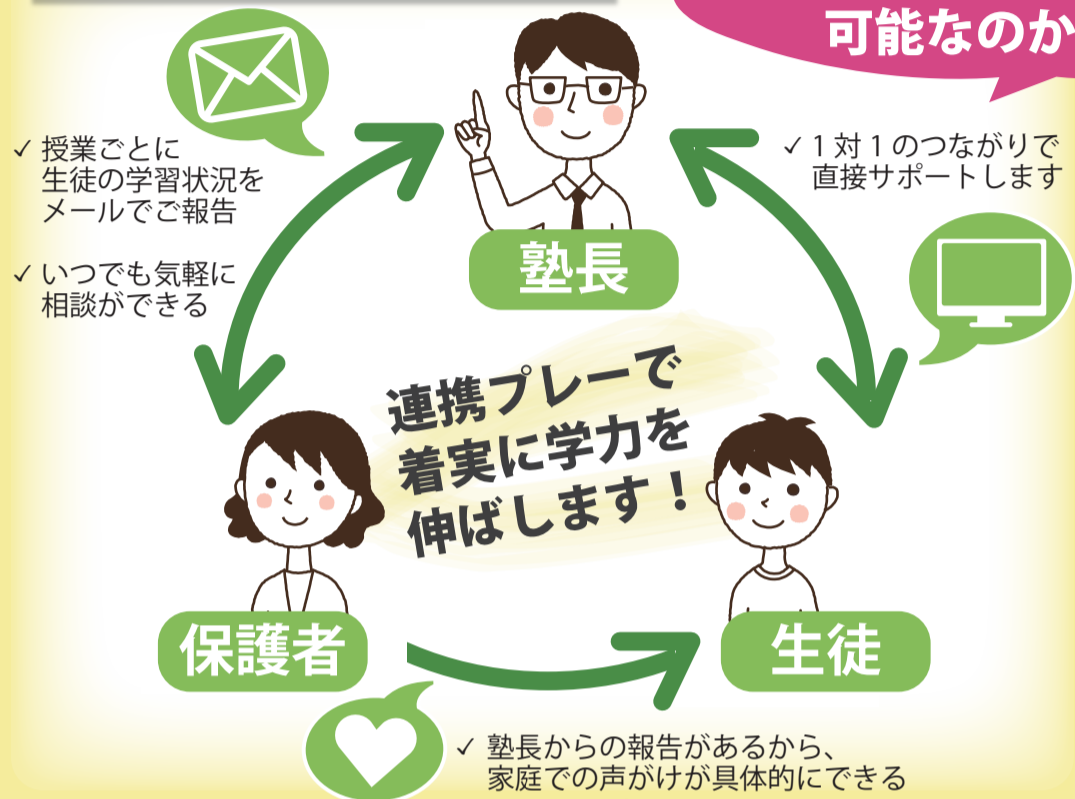 可能なのか
✓ 授業ごとに
生徒の学習状況を
メールでご報告
✓ いつでも気軽に
相談ができる
✓ 1対1のつながりで
直接サポートします
塾長
連携プレーで
着実に学力を
伸ばします！
保護者
生徒
✓ 塾長からの報告があるから、
家庭での声がけが具体的にできる